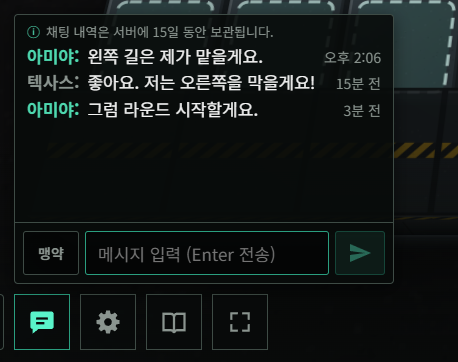 채팅 내역은 서버에 15일 동안 보관됩니다.
아미야: 왼쪽 길은 제가 맡을게요. 오후 2:06
텍사스: 좋아요. 저는 오른쪽을 막을게요! 15분 전
아미야: 그럼 라운드 시작할게요. 3분 전
맹약 메시지 입력 (Enter 전송)